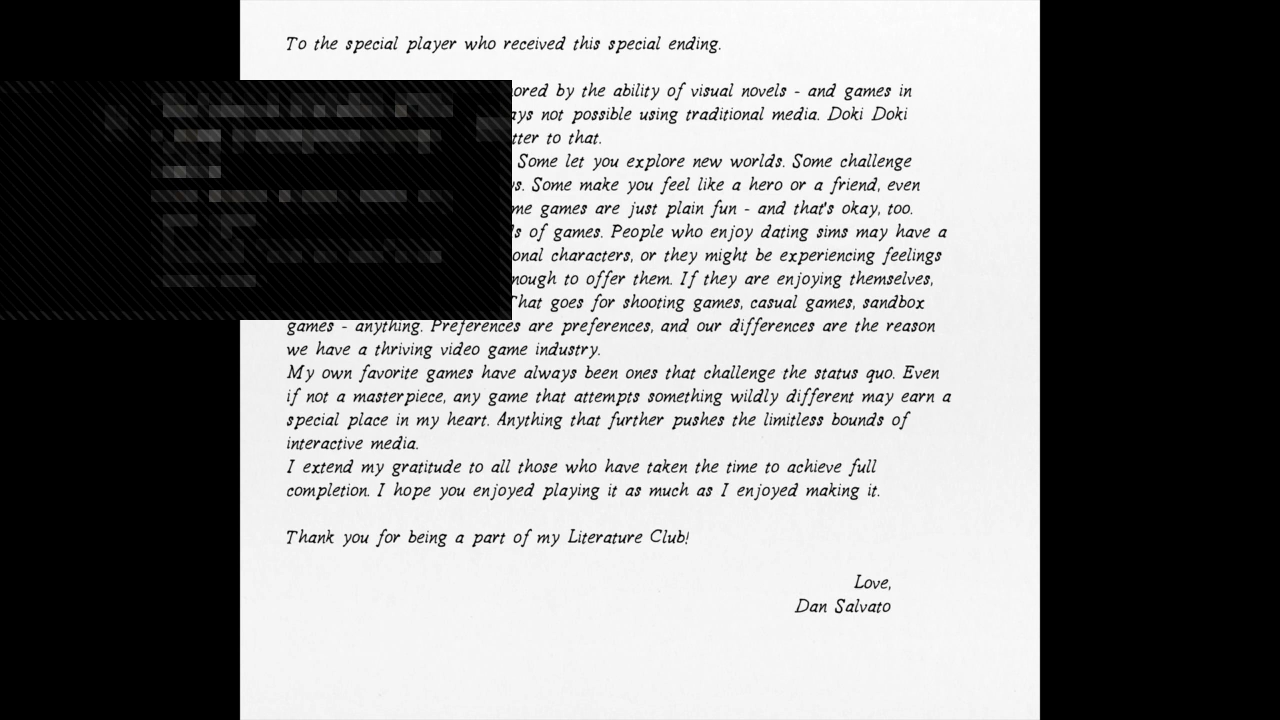 To the special player who received this special ending.
by the ability of visual novels - and games in
not possible using traditional media. Doki Doki
to that.
Some let you explore new worlds. Some challenge
Some make you feel like a hero or a friend, even
games are just plain fun - and that's okay, too.
of games. People who enjoy dating sims may have a
characters, or they might be experiencing feelings
to offer them. If they are enjoying themselves,
That goes for shooting games, casual games, sandbox
games - anything. Preferences are preferences, and our differences are the reason
we have a thriving video game industry.
My own favorite games have always been ones that challenge the status quo. Even
if not a masterpiece, any game that attempts something wildly different may earn a
special place in my heart. Anything that further pushes the limitless bounds of
interactive media.
I extend my gratitude to all those who have taken the time to achieve full
completion. I hope you enjoyed playing it as much as I enjoyed making it.
Thank you for being a part of my Literature Club!
Love,
Dan Salvato